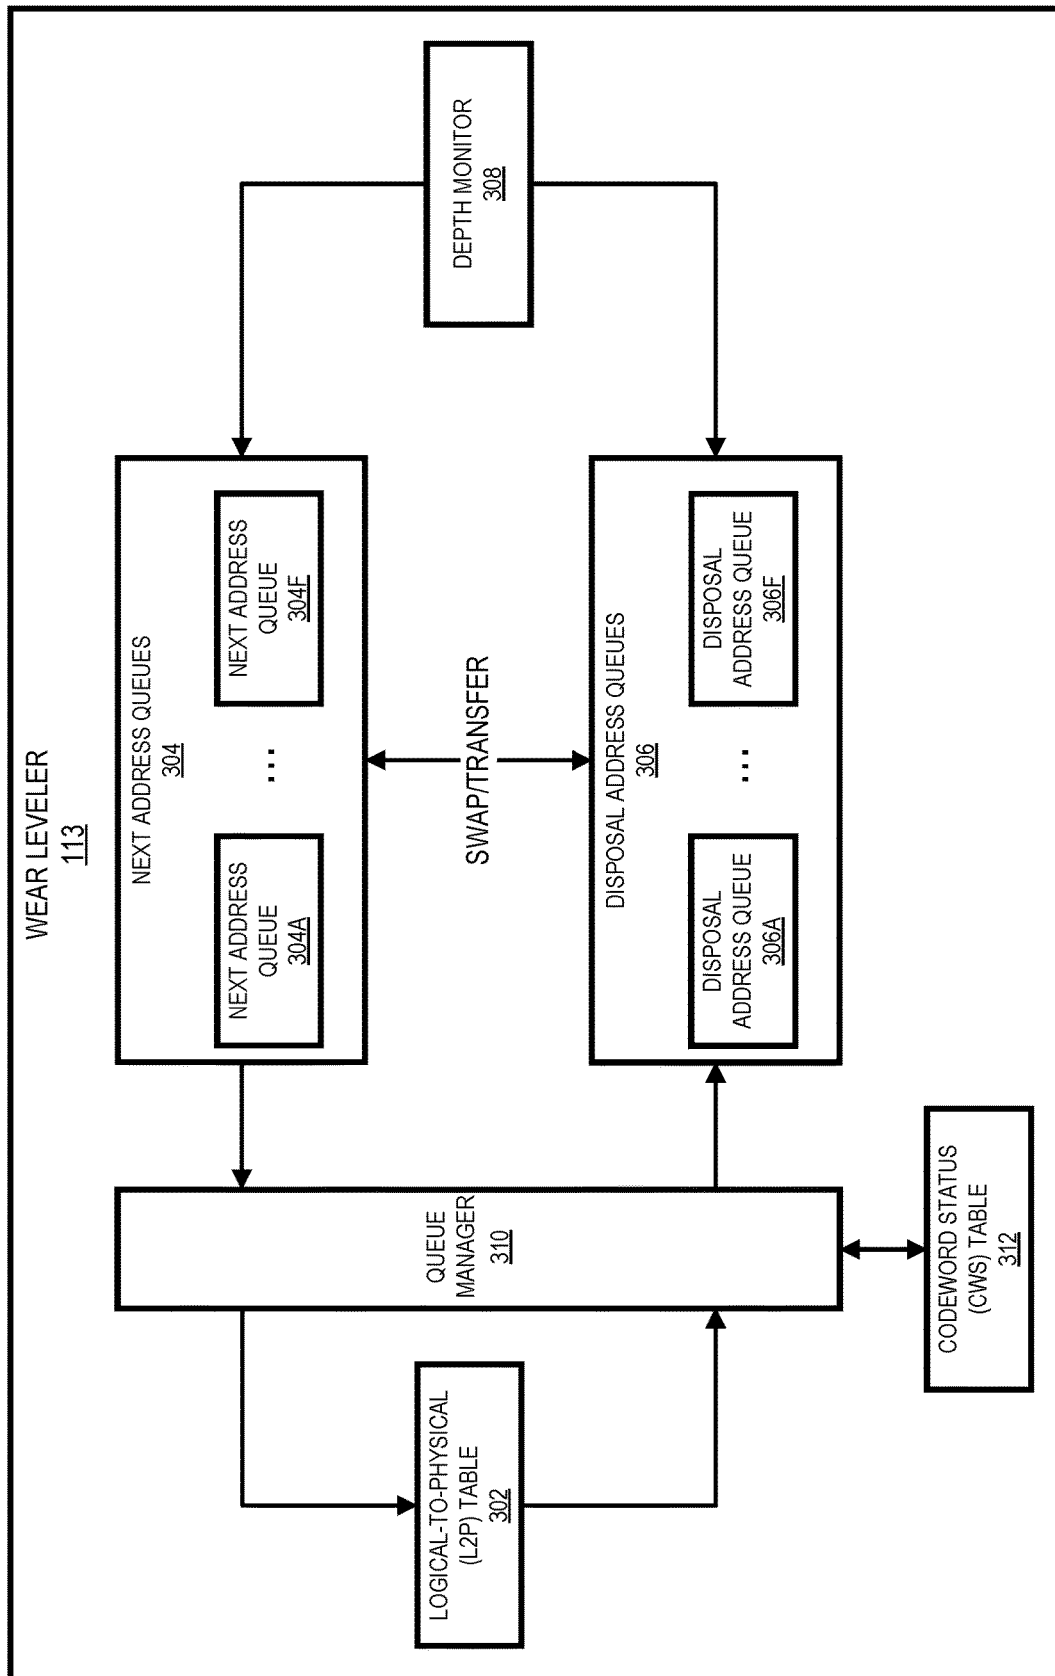 WEAR LEVELER
113
NEXT ADDRESS QUEUES
304
NEXT ADDRESS
QUEUE
304A
...
NEXT ADDRESS
QUEUE
304F
QUEUE
MANAGER
310
LOGICAL-TO-PHYSICAL
(L2P) TABLE
302
SWAP/TRANSFER
DEPTH MONITOR
308
DISPOSAL ADDRESS QUEUES
306
DISPOSAL
ADDRESS QUEUE
306A
...
DISPOSAL
ADDRESS QUEUE
306F
CODEWORD STATUS
(CWS) TABLE
312